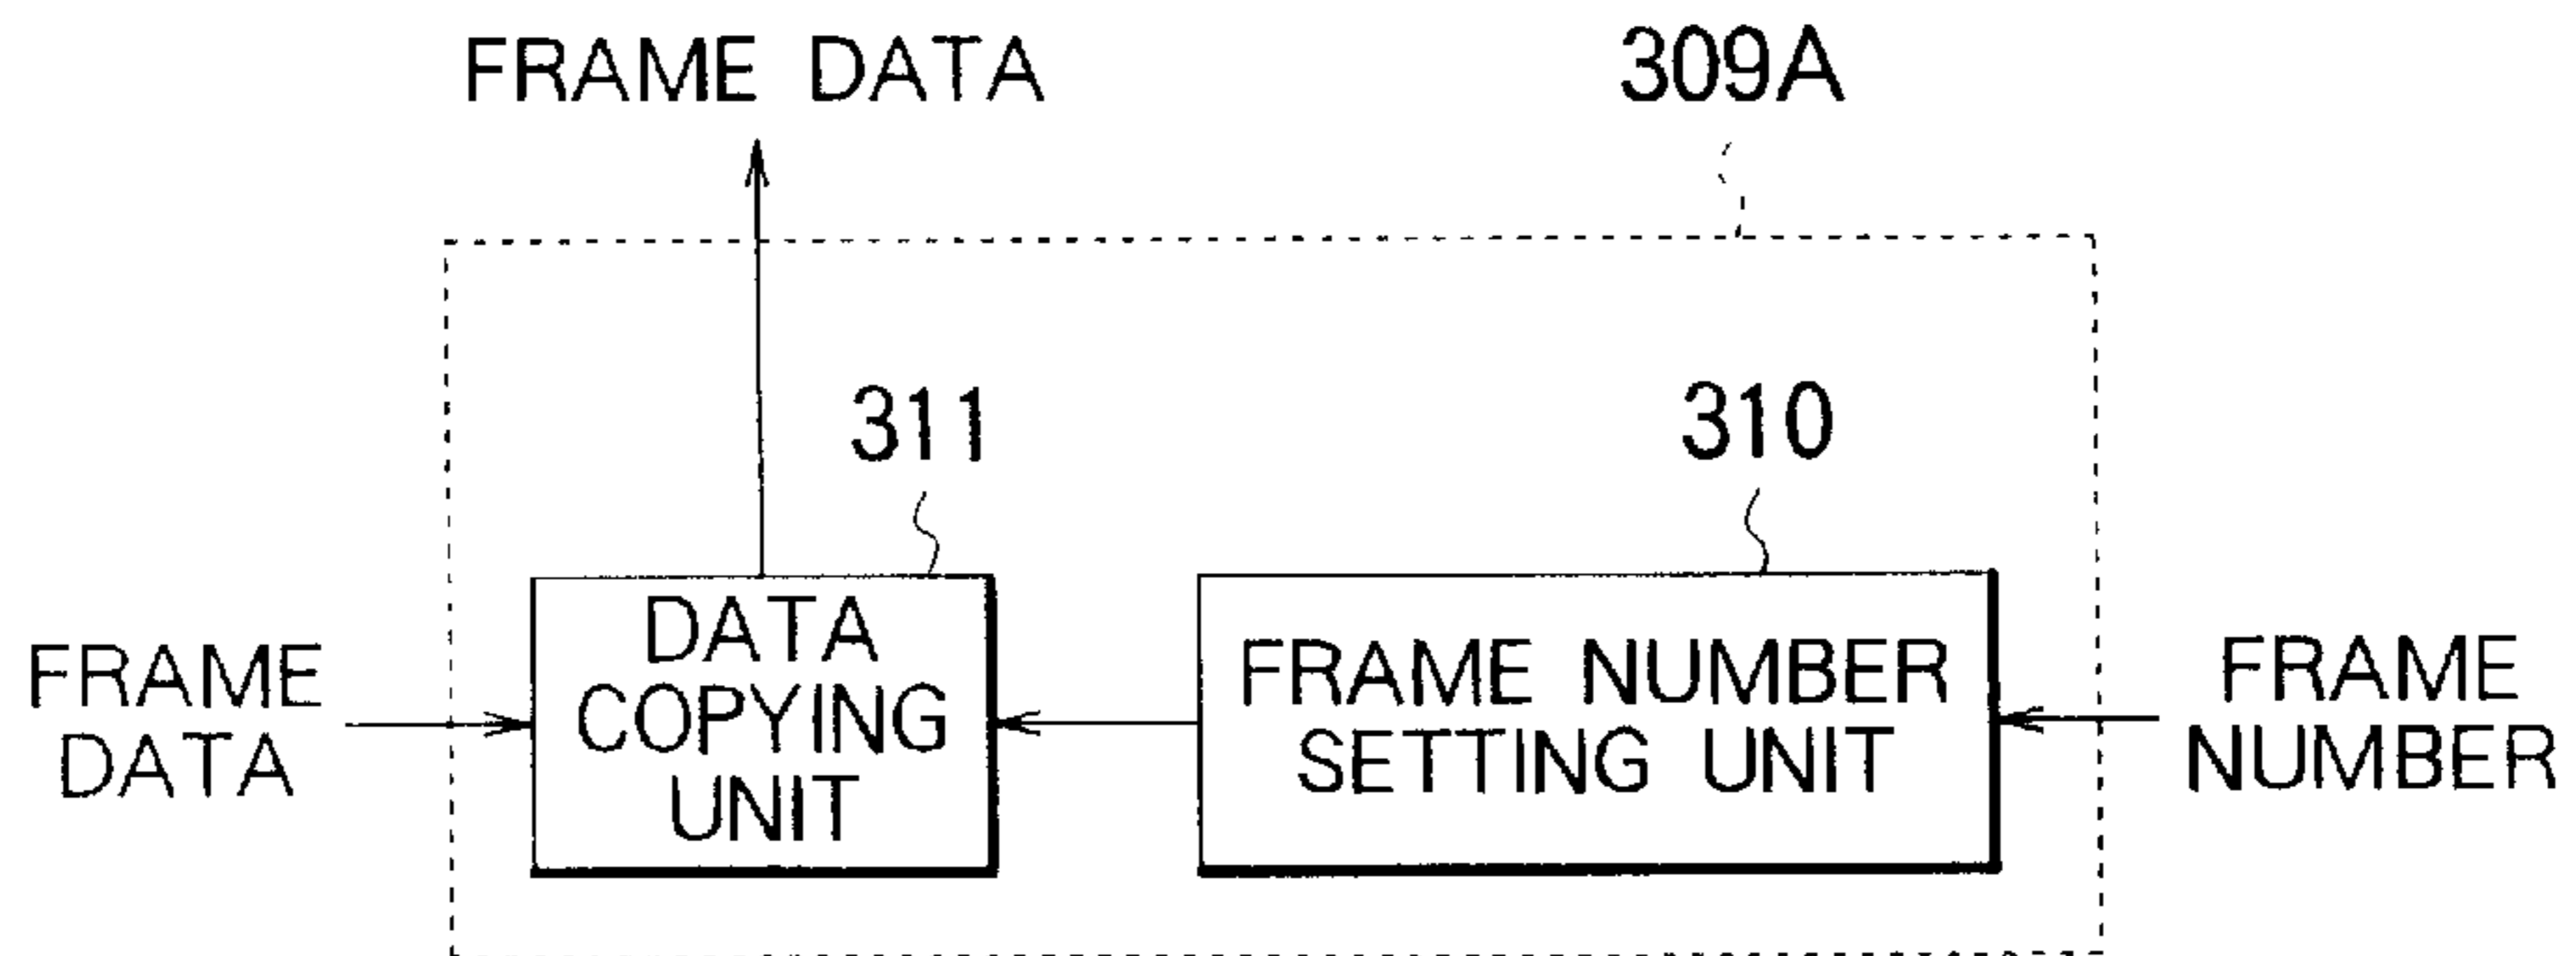 FRAME DATA
309A
311
310
FRAME
DATA
DATA
COPYING
UNIT
FRAME NUMBER
SETTING UNIT
FRAME
NUMBER